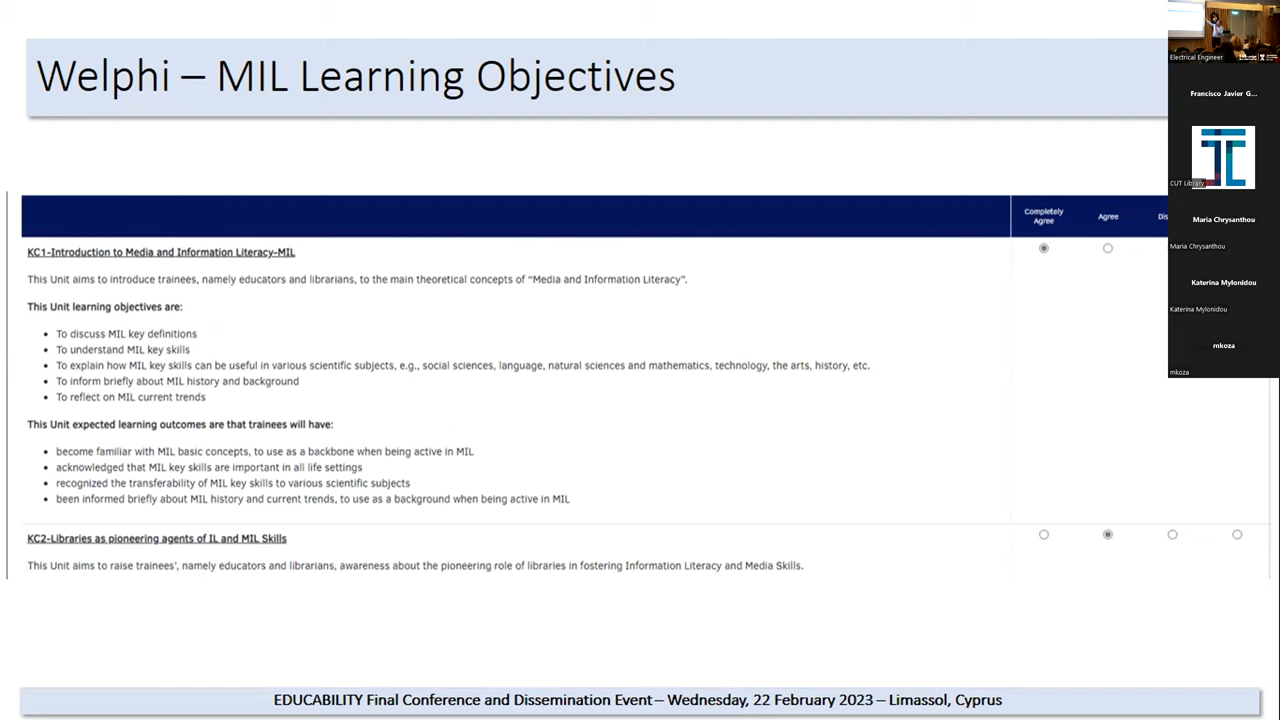 Welphi – MIL Learning Objectives
Completely Agree
Agree
KC1-Introduction to Media and Information Literacy-MIL
This Unit aims to introduce trainees, namely educators and librarians, to the main theoretical concepts of “Media and Information Literacy”.
This Unit learning objectives are:
• To discuss MIL key definitions
• To understand MIL key skills
• To explain how MIL key skills can be useful in various scientific subjects, e.g., social sciences, language, natural sciences and mathematics, technology, the arts, history, etc.
• To inform briefly about MIL history and background
• To reflect on MIL current trends
This Unit expected learning outcomes are that trainees will have:
• become familiar with MIL basic concepts, to use as a backbone when being active in MIL
• acknowledged that MIL key skills are important in all life settings
• recognized the transferability of MIL key skills to various scientific subjects
• been informed briefly about MIL history and current trends, to use as a background when being active in MIL
KC2-Libraries as pioneering agents of IL and MIL Skills
This Unit aims to raise trainees’, namely educators and librarians, awareness about the pioneering role of libraries in fostering Information Literacy and Media Skills.
EDUCABILITY Final Conference and Dissemination Event – Wednesday, 22 February 2023 – Limassol, Cyprus
Electrical Engineer
Francisco Javier G...
CUT Library
Maria Chrysanthou
Maria Chrysanthou
Katerina Mylonidou
Katerina Mylonidou
mkoza
mkoza